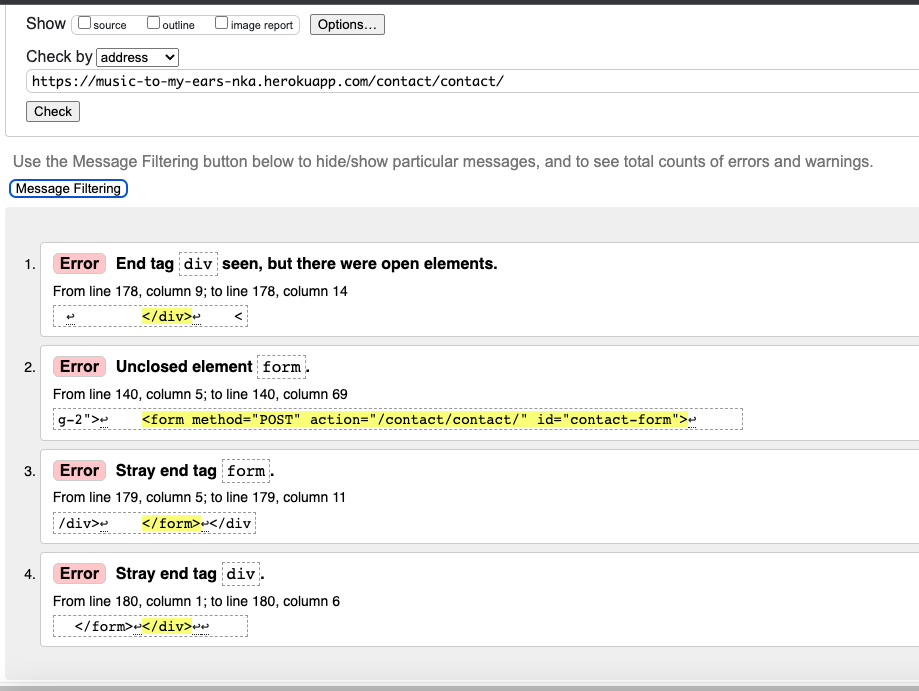 Show source outline image report Options...
Check by address
https://music-to-my-ears-nka.herokuapp.com/contact/contact/
Check
Use the Message Filtering button below to hide/show particular messages, and to see total counts of errors and warnings.
Message Filtering
1. Error End tag div seen, but there were open elements.
From line 178, column 9; to line 178, column 14
↩ </div>↩ <
2. Error Unclosed element form.
From line 140, column 5; to line 140, column 69
g-2">↩ <form method="POST" action="/contact/contact/" id="contact-form">↩
3. Error Stray end tag form.
From line 179, column 5; to line 179, column 11
/div>↩ </form>↩</div
4. Error Stray end tag div.
From line 180, column 1; to line 180, column 6
</form>↩</div>↩↩